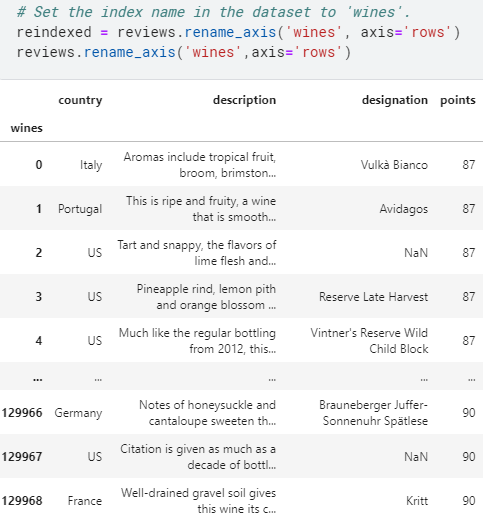 # Set the index name in the dataset to 'wines'.
reindexed = reviews.rename_axis('wines', axis='rows')
reviews.rename_axis('wines',axis='rows')
country description designation points
wines
0 Italy Aromas include tropical fruit, broom, brimston... Vulkà Bianco 87
1 Portugal This is ripe and fruity, a wine that is smooth... Avidagos 87
2 US Tart and snappy, the flavors of lime flesh and... NaN 87
3 US Pineapple rind, lemon pith and orange blossom ... Reserve Late Harvest 87
4 US Much like the regular bottling from 2012, this... Vintner's Reserve Wild Child Block 87
... ... ... ... ...
129966 Germany Notes of honeysuckle and cantaloupe sweeten th... Brauneberger Juffer-Sonnenuhr Spätlese 90
129967 US Citation is given as much as a decade of bottl... NaN 90
129968 France Well-drained gravel soil gives this wine its c... Kritt 90